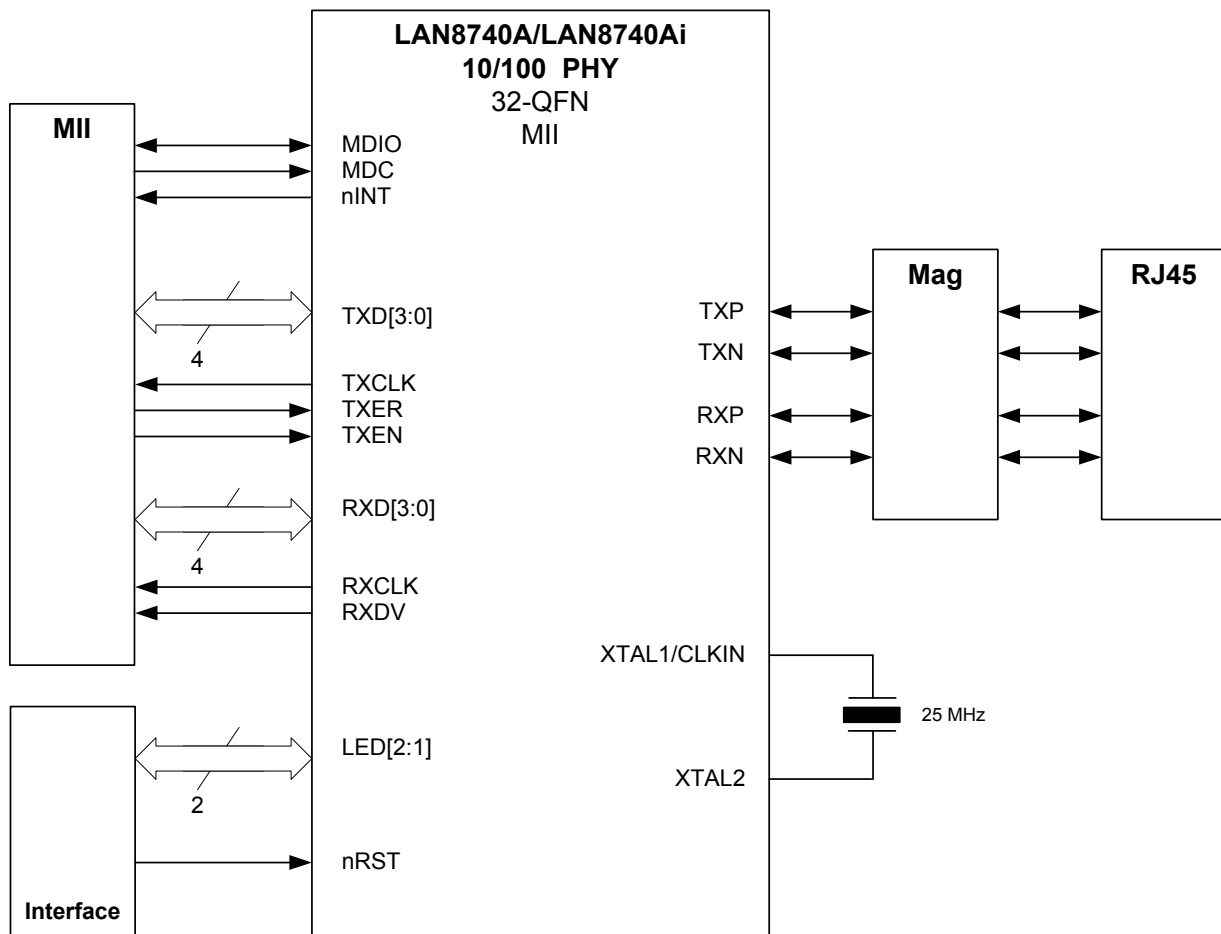 LAN8740A/LAN8740Ai
10/100 PHY
32-QFN
MII
MII
MDIO
MDC
nINT
TXD[3:0]
4
TXCLK
TXER
TXEN
RXD[3:0]
4
RXCLK
RXDV
LED[2:1]
2
nRST
Interface
TXP
TXN
RXP
RXN
Mag
RJ45
XTAL1/CLKIN
25 MHz
XTAL2